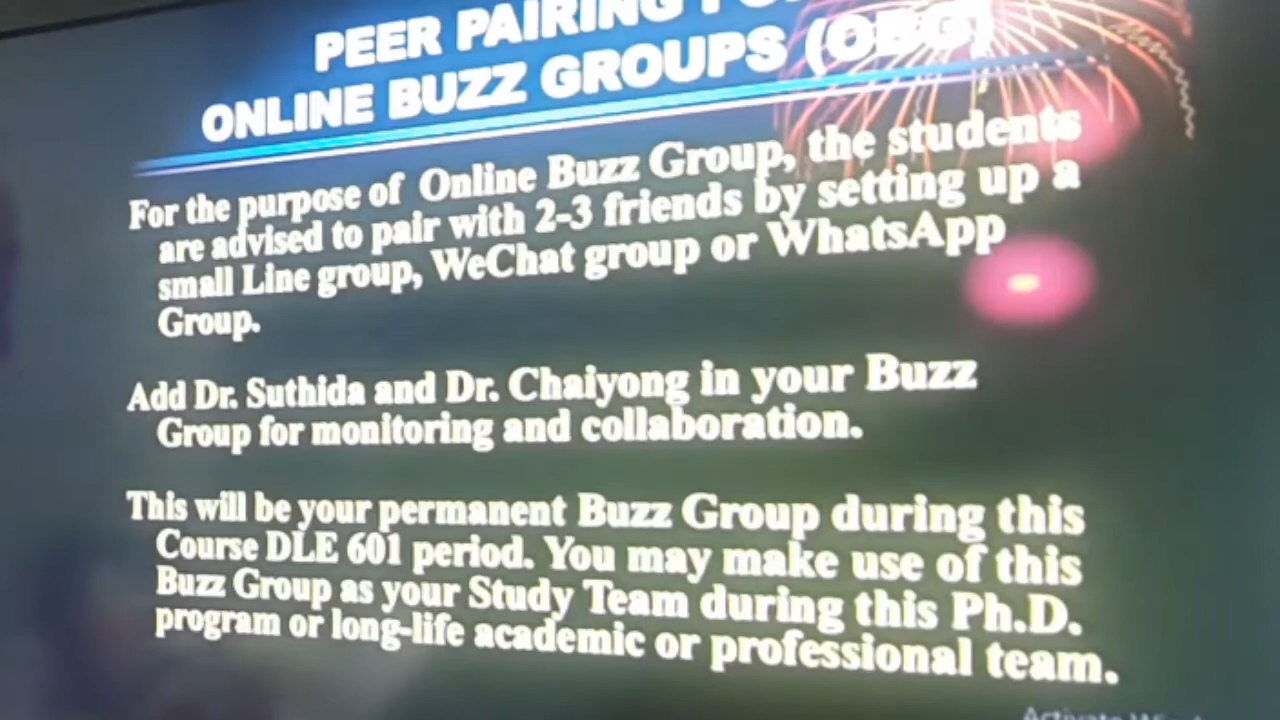 PEER PAIRING
ONLINE BUZZ GROUPS (OBG)
For the purpose of Online Buzz Group, the students
are advised to pair with 2-3 friends by setting up a
small Line group, WeChat group or WhatsApp
Group.
Add Dr. Suthida and Dr. Chaiyong in your Buzz
Group for monitoring and collaboration.
This will be your permanent Buzz Group during this
Course DLE 601 period. You may make use of this
Buzz Group as your Study Team during this Ph.D.
program or long-life academic or professional team.